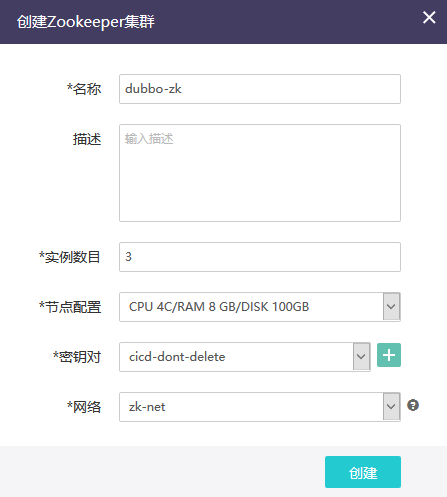 创建Zookeeper集群
*名称 dubbo-zk
描述 输入描述
*实例数目 3
*节点配置 CPU 4C/RAM 8 GB/DISK 100GB
*密钥对 cicd-dont-delete
*网络 zk-net
创建